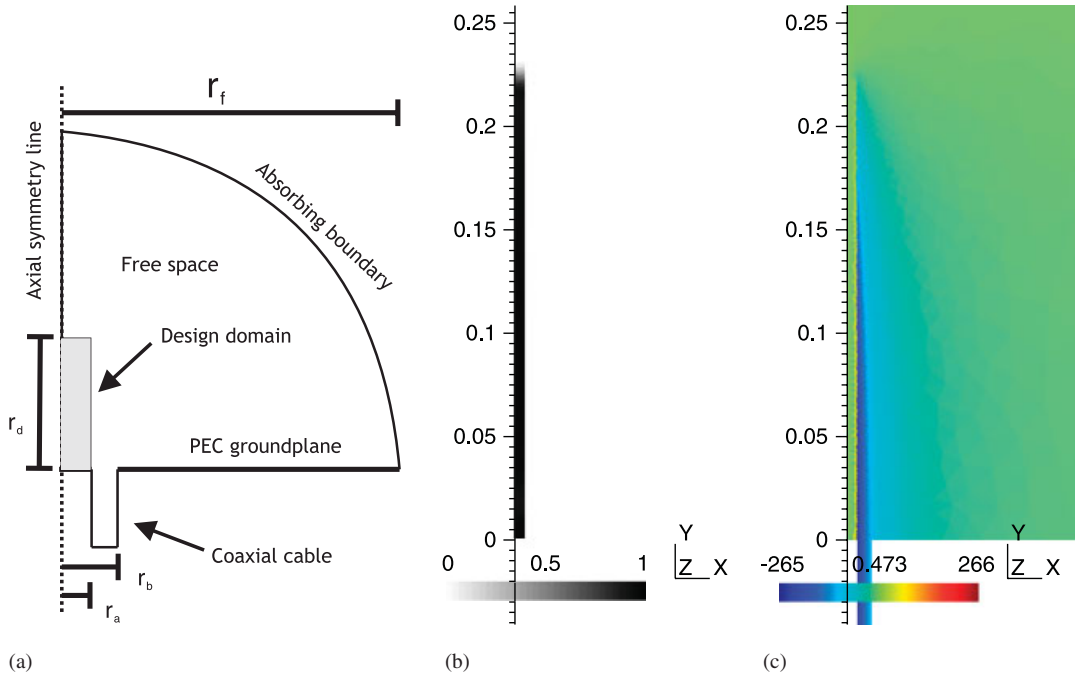 r_f
Axial symmetry line
Absorbing boundary
Free space
Design domain
r_d
PEC groundplane
Coaxial cable
r_b
r_a
(a)
0.25
0.2
0.15
0.1
0.05
0
0 0.5 1
Y
Z X
(b)
0.25
0.2
0.15
0.1
0.05
0
-265 0.473 266
Y
Z X
(c)